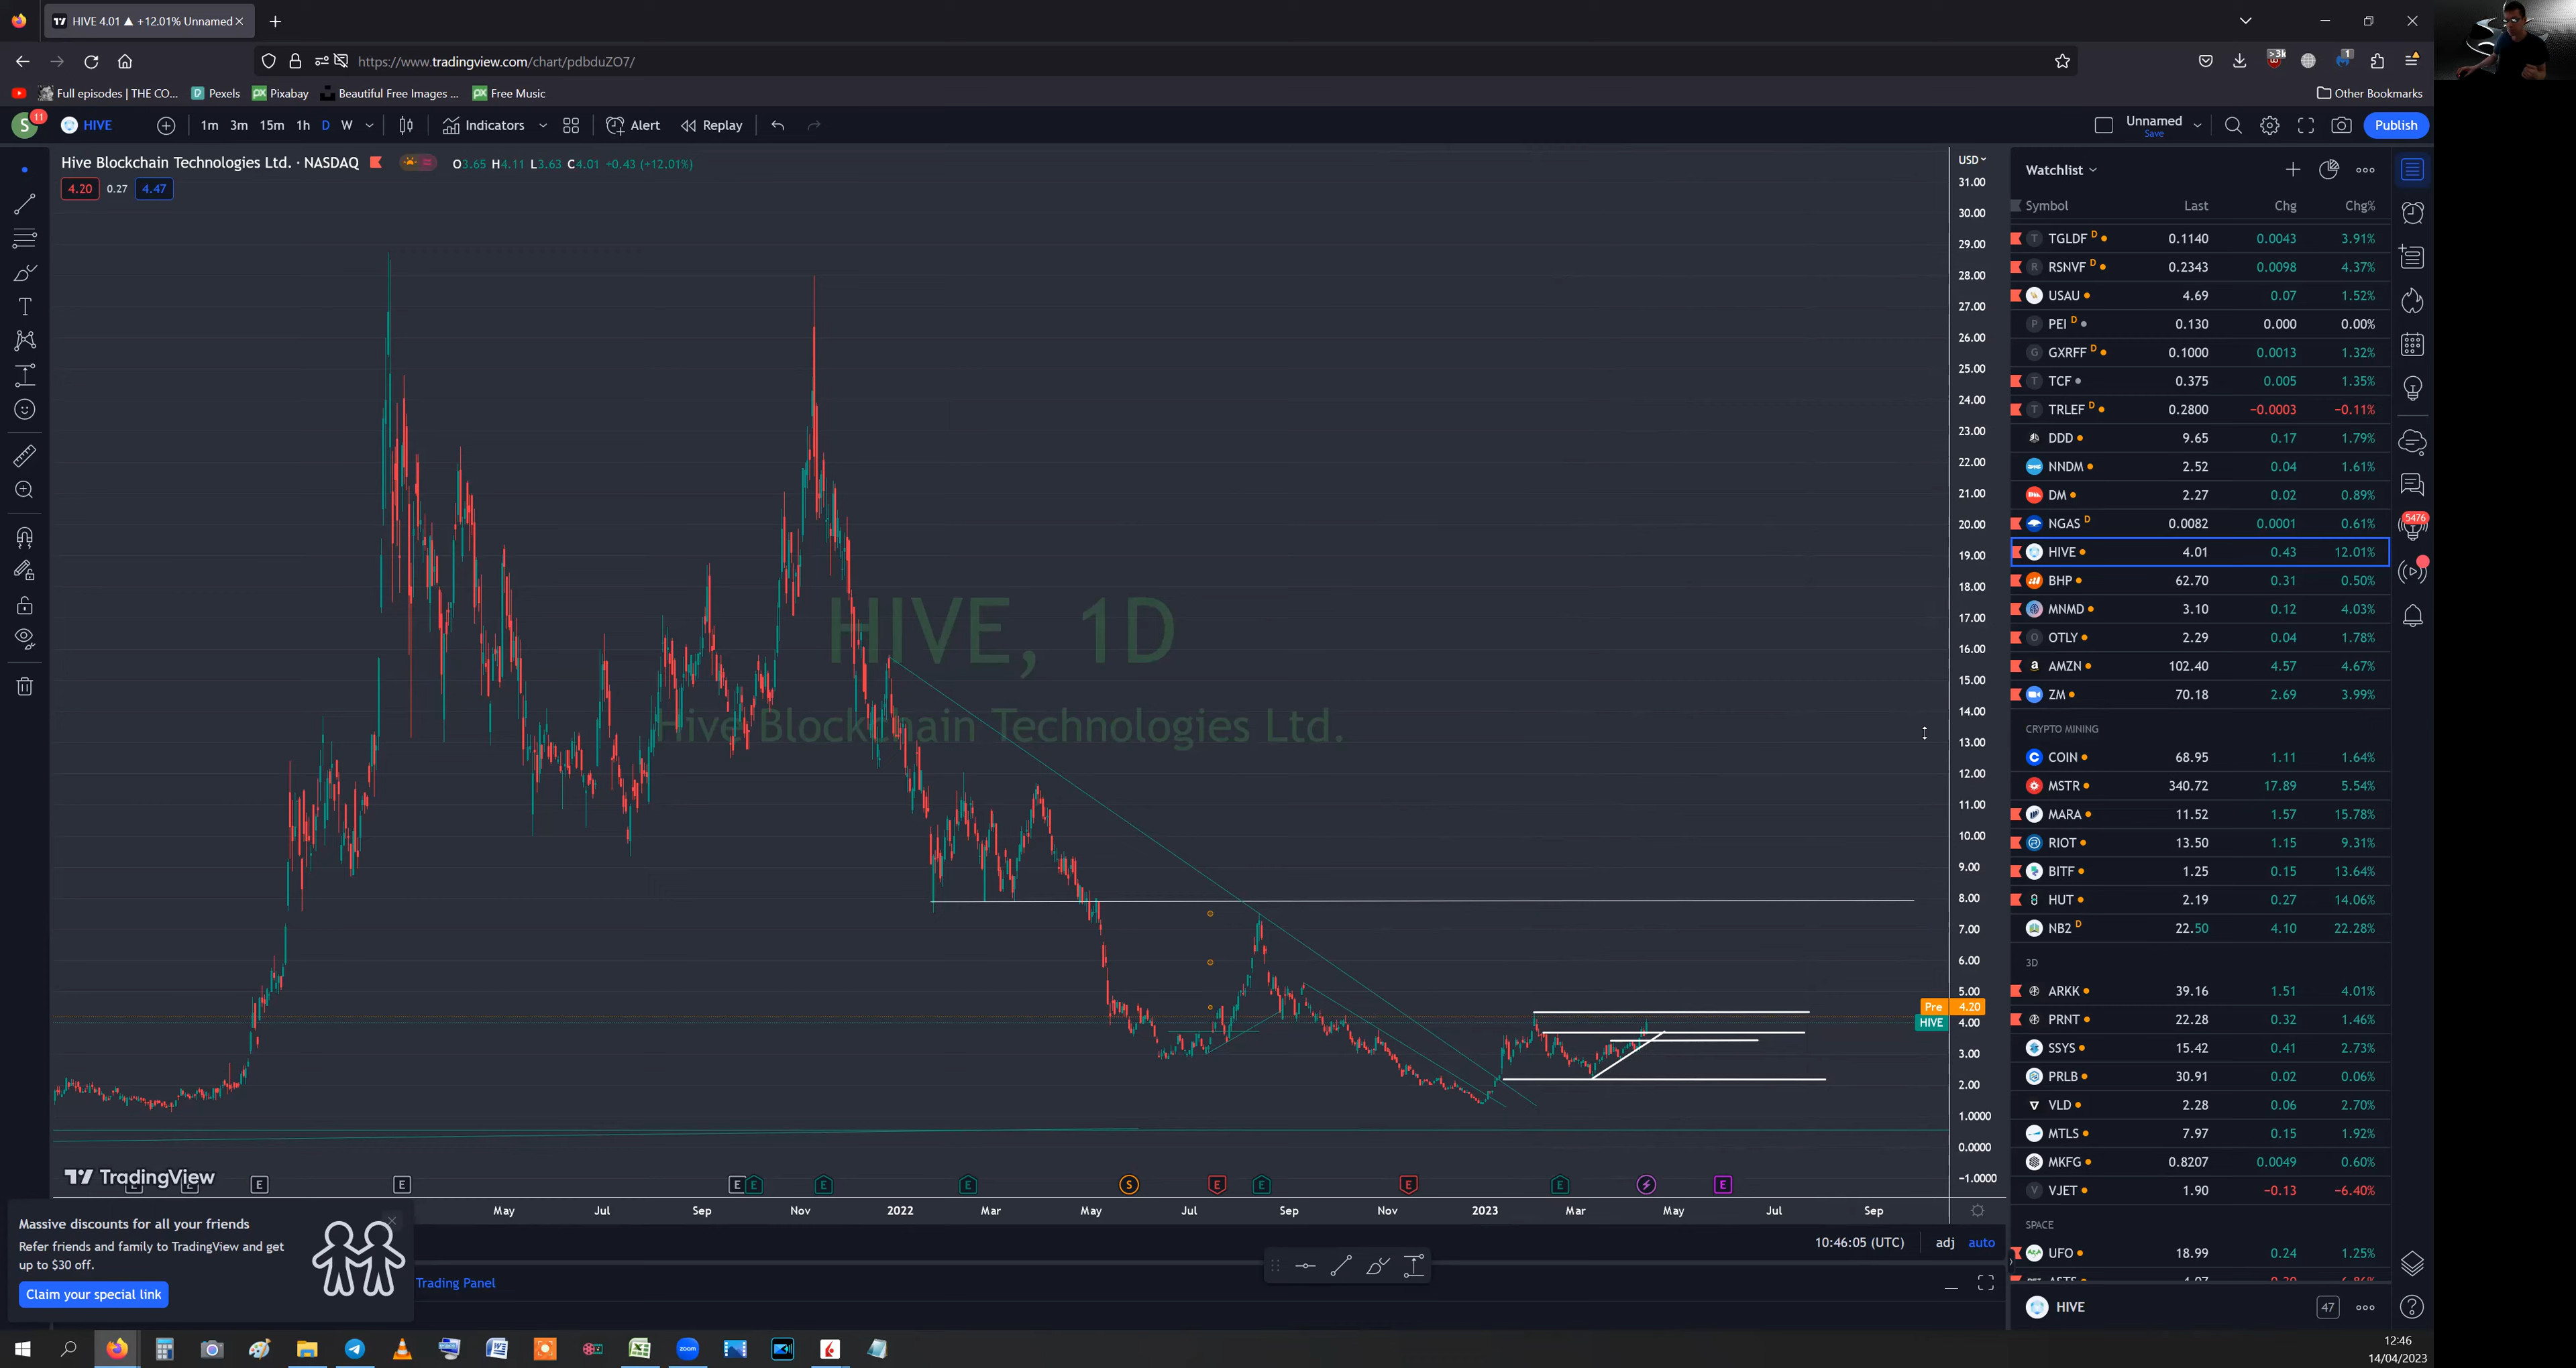 HIVE 4.01 ▲ +12.01% Unnamed
https://www.tradingview.com/chart/pdbduZO7/
>3k
1
Full episodes | THE CO...
Pexels
Pixabay
Beautiful Free Images ...
Free Music
Other Bookmarks
S 11 HIVE 1m 3m 15m 1h D W Indicators Alert Replay Unnamed Save Publish
Hive Blockchain Technologies Ltd. · NASDAQ O3.65 H4.11 L3.63 C4.01 +0.43 (+12.01%)
4.20 0.27 4.47
USD
31.00
30.00
29.00
28.00
27.00
26.00
25.00
24.00
23.00
22.00
21.00
20.00
19.00
18.00
17.00
16.00
15.00
14.00
13.00
12.00
11.00
10.00
9.00
8.00
7.00
6.00
5.00
Pre 4.20
HIVE 4.00
3.00
2.00
1.0000
0.0000
−1.0000
HIVE, 1D
Hive Blockchain Technologies Ltd.
TradingView
E E E E E E E E S E E E E E
May Jul Sep Nov 2022 Mar May Jul Sep Nov 2023 Mar May Jul Sep
10:46:05 (UTC) adj auto
Trading Panel
Massive discounts for all your friends
Refer friends and family to TradingView and get
up to $30 off.
Claim your special link
Watchlist
Symbol Last Chg Chg%
TGLDF D 0.1140 0.0043 3.91%
RSNVF D 0.2343 0.0098 4.37%
USAU 4.69 0.07 1.52%
PEI D 0.130 0.000 0.00%
GXRFF D 0.1000 0.0013 1.32%
TCF 0.375 0.005 1.35%
TRLEF D 0.2800 −0.0003 −0.11%
DDD 9.65 0.17 1.79%
NNDM 2.52 0.04 1.61%
DM 2.27 0.02 0.89%
NGAS D 0.0082 0.0001 0.61%
HIVE 4.01 0.43 12.01%
BHP 62.70 0.31 0.50%
MNMD 3.10 0.12 4.03%
OTLY 2.29 0.04 1.78%
AMZN 102.40 4.57 4.67%
ZM 70.18 2.69 3.99%
CRYPTO MINING
COIN 68.95 1.11 1.64%
MSTR 340.72 17.89 5.54%
MARA 11.52 1.57 15.78%
RIOT 13.50 1.15 9.31%
BITF 1.25 0.15 13.64%
HUT 2.19 0.27 14.06%
NB2 D 22.50 4.10 22.28%
3D
ARKK 39.16 1.51 4.01%
PRNT 22.28 0.32 1.46%
SSYS 15.42 0.41 2.73%
PRLB 30.91 0.02 0.06%
VLD 2.28 0.06 2.70%
MTLS 7.97 0.15 1.92%
MKFG 0.8207 0.0049 0.60%
VJET 1.90 −0.13 −6.40%
SPACE
UFO 18.99 0.24 1.25%
HIVE 47
5476
zoom
12:46
14/04/2023